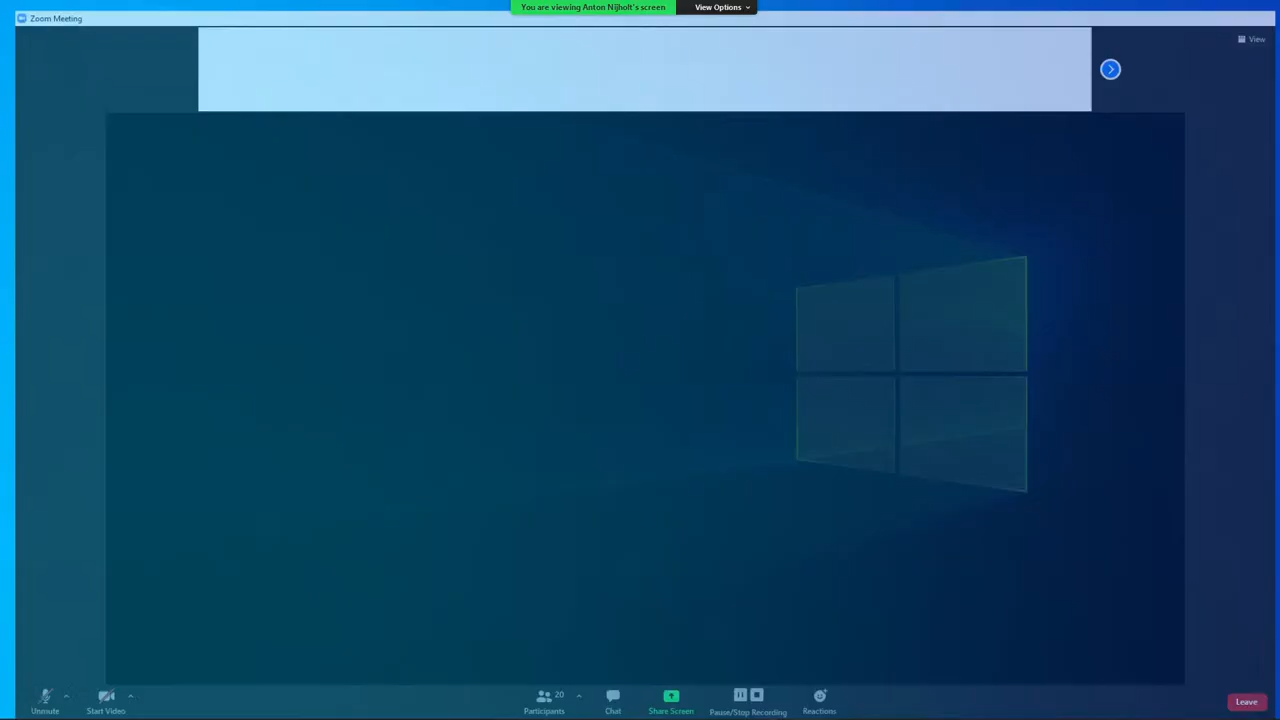 You are viewing Anton Nijholt's screen
View Options
Zoom Meeting
View
Unmute
Start Video
20
Participants
Chat
Share Screen
Pause/Stop Recording
Reactions
Leave